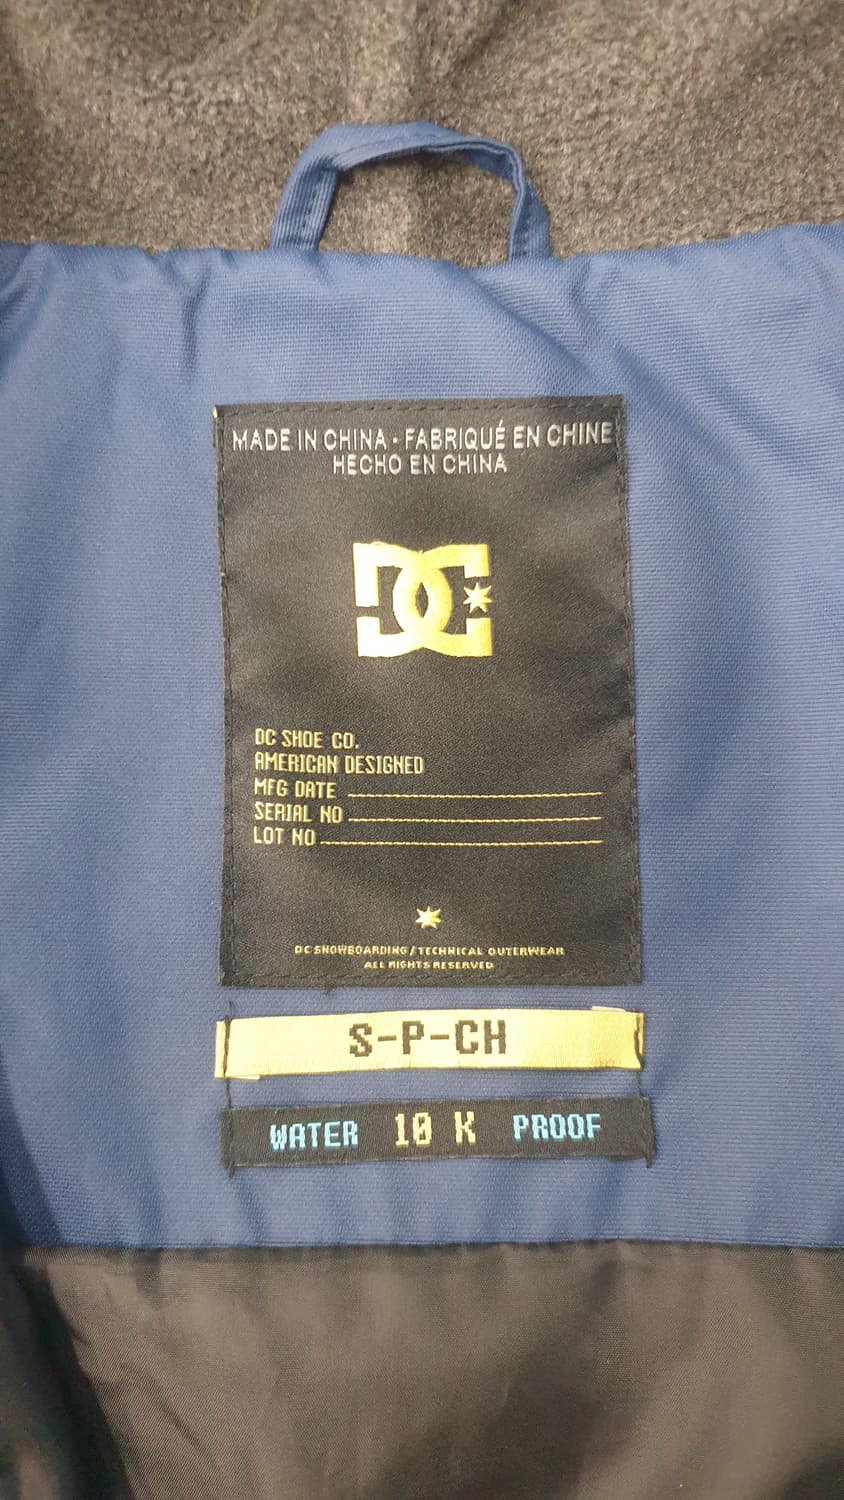 MADE IN CHINA - FABRIQUÉ EN CHINE
HECHO EN CHINA
DC
DC SHOE CO.
AMERICAN DESIGNED
MFG DATE
SERIAL NO
LOT NO
DC SNOWBOARDING / TECHNICAL OUTERWEAR
ALL RIGHTS RESERVED
S-P-CH
WATER 10 K PROOF